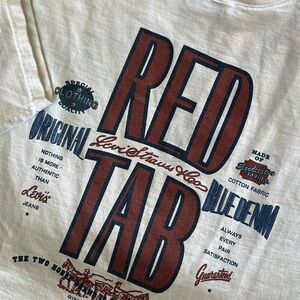 SPECIAL
CLOTHING
QUALITY
RED
ORIGINAL
Levi Strauss & Co
MADE
OF
COTTON FABRIC
NOTHING
IS MORE
AUTHENTIC
THAN
Levi's
JEANS
TAB
BLUE DENIM
ALWAYS
EVERY
PAIR
SATISFACTION
Guaranteed
THE TWO HORSE